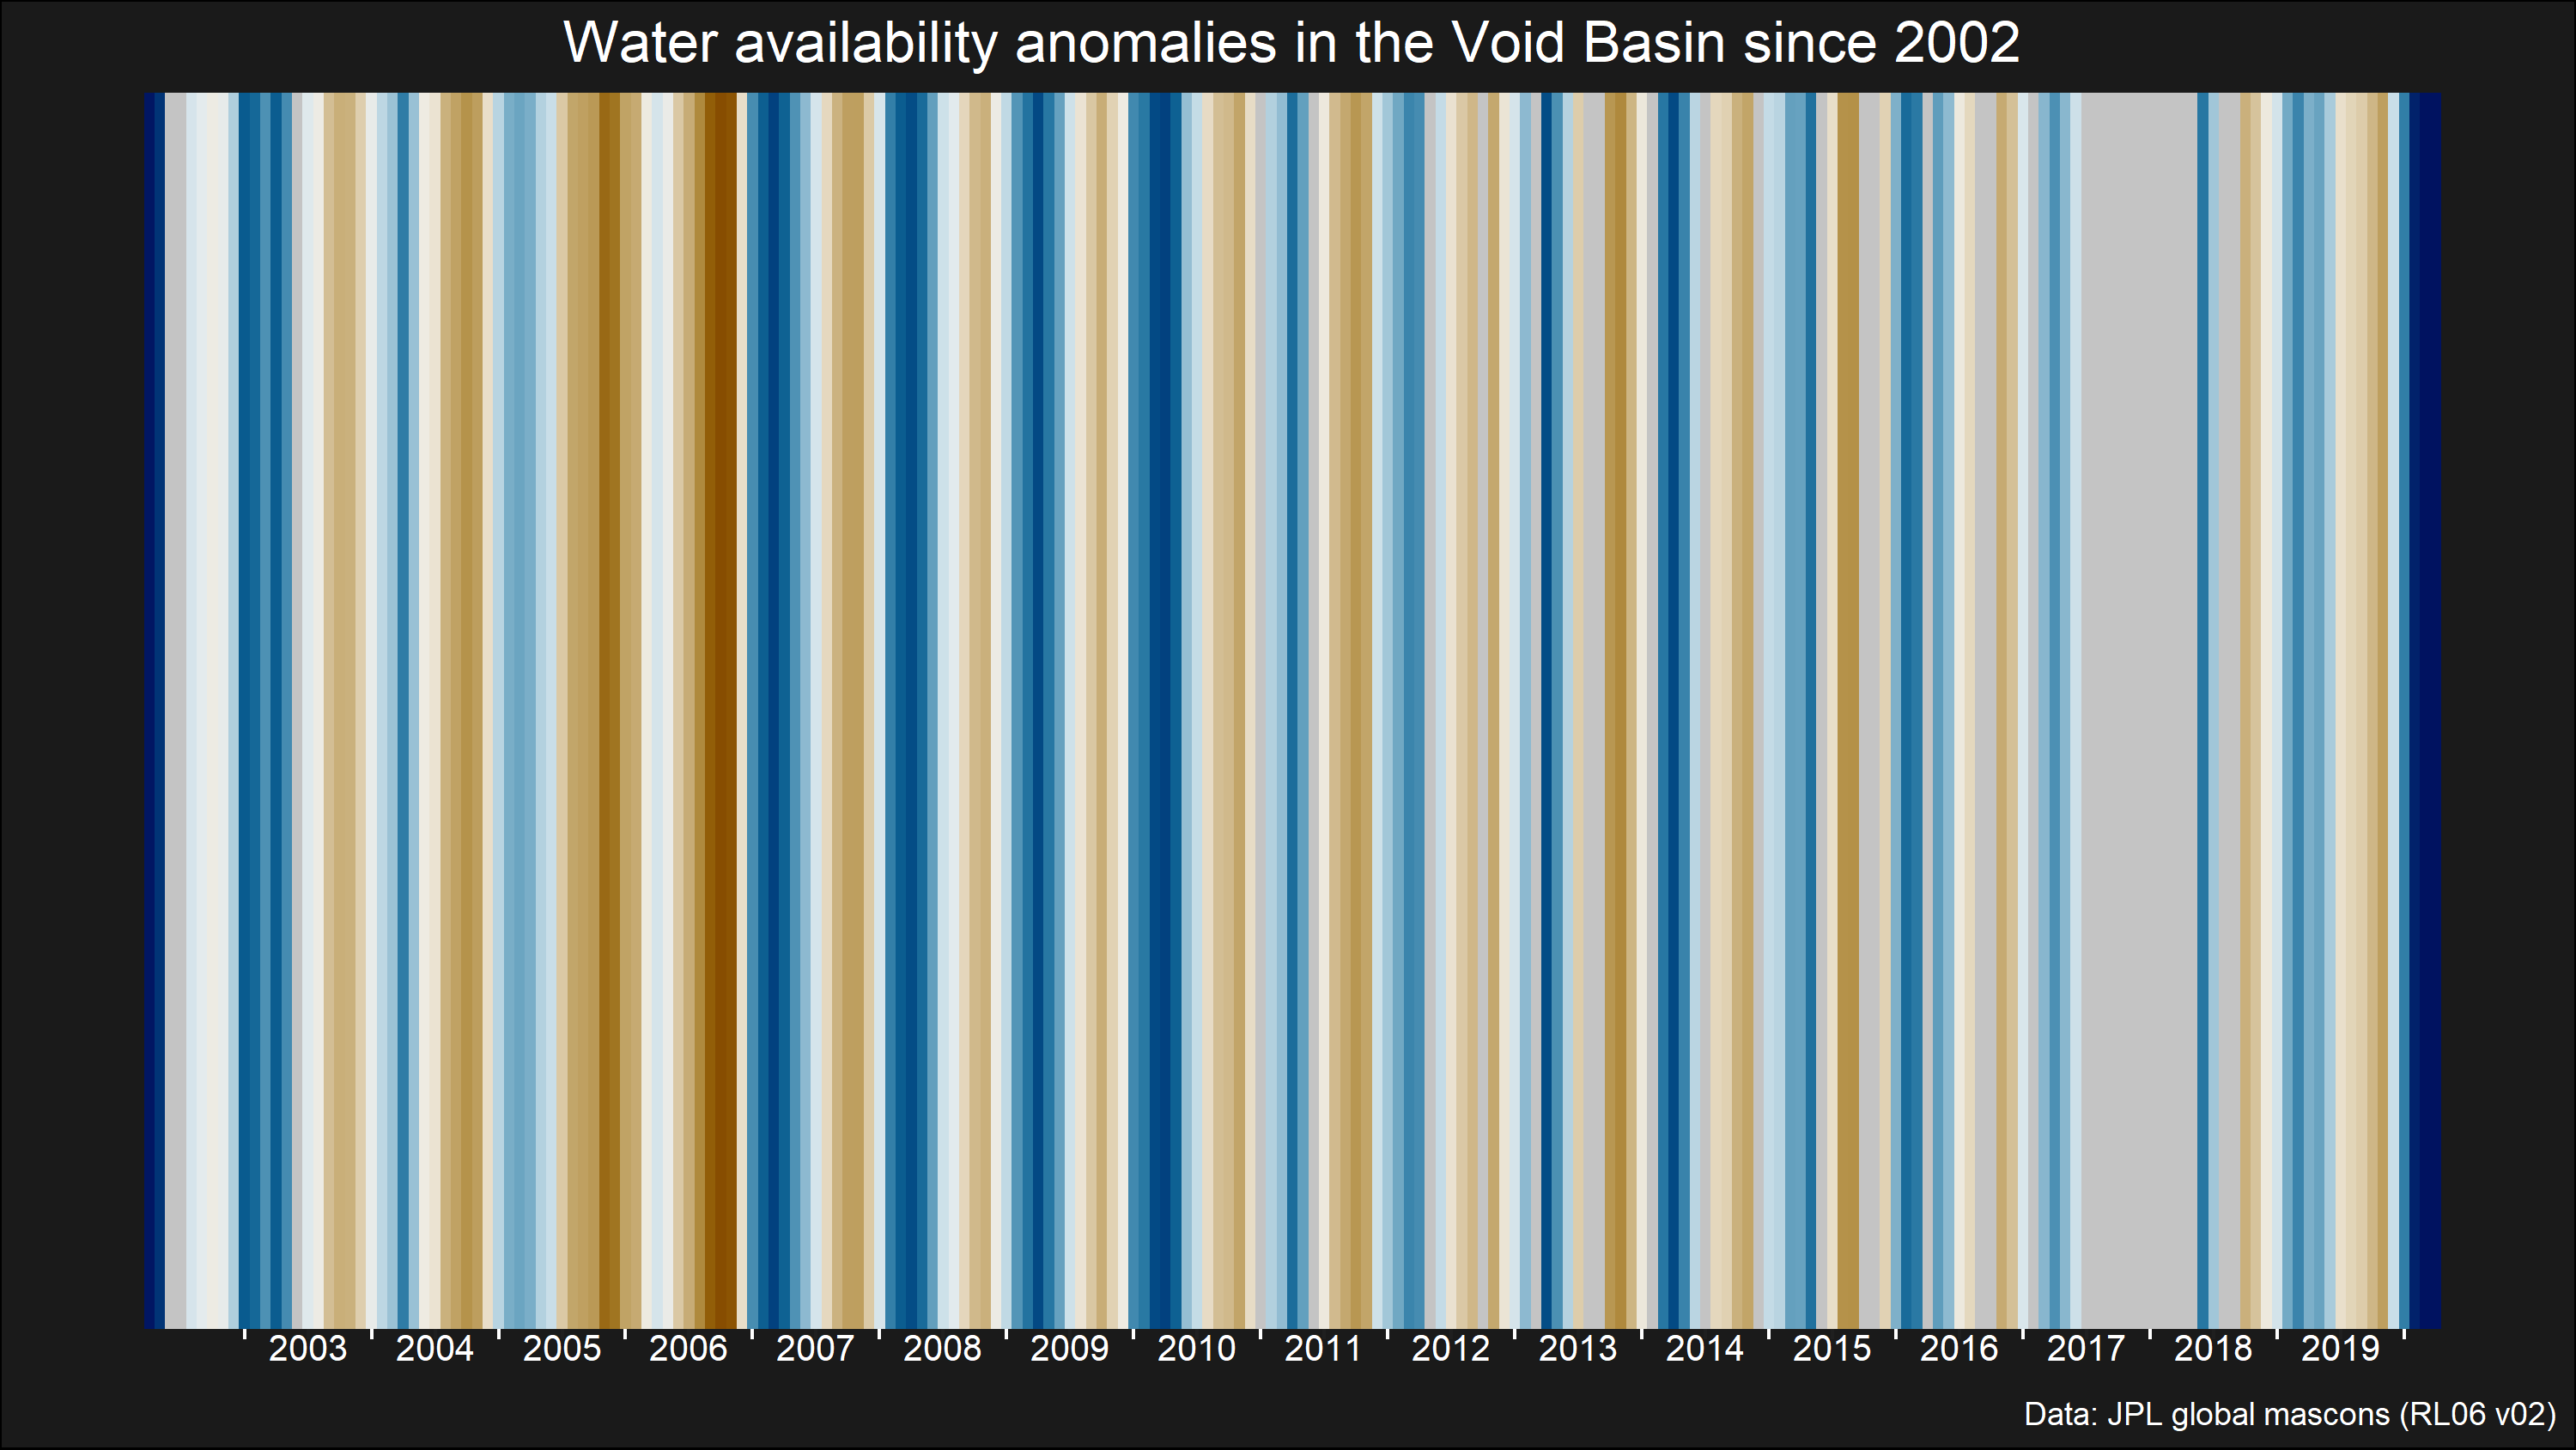 Water availability anomalies in the Void Basin since 2002
2003 2004 2005 2006 2007 2008 2009 2010 2011 2012 2013 2014 2015 2016 2017 2018 2019
Data: JPL global mascons (RL06 v02)